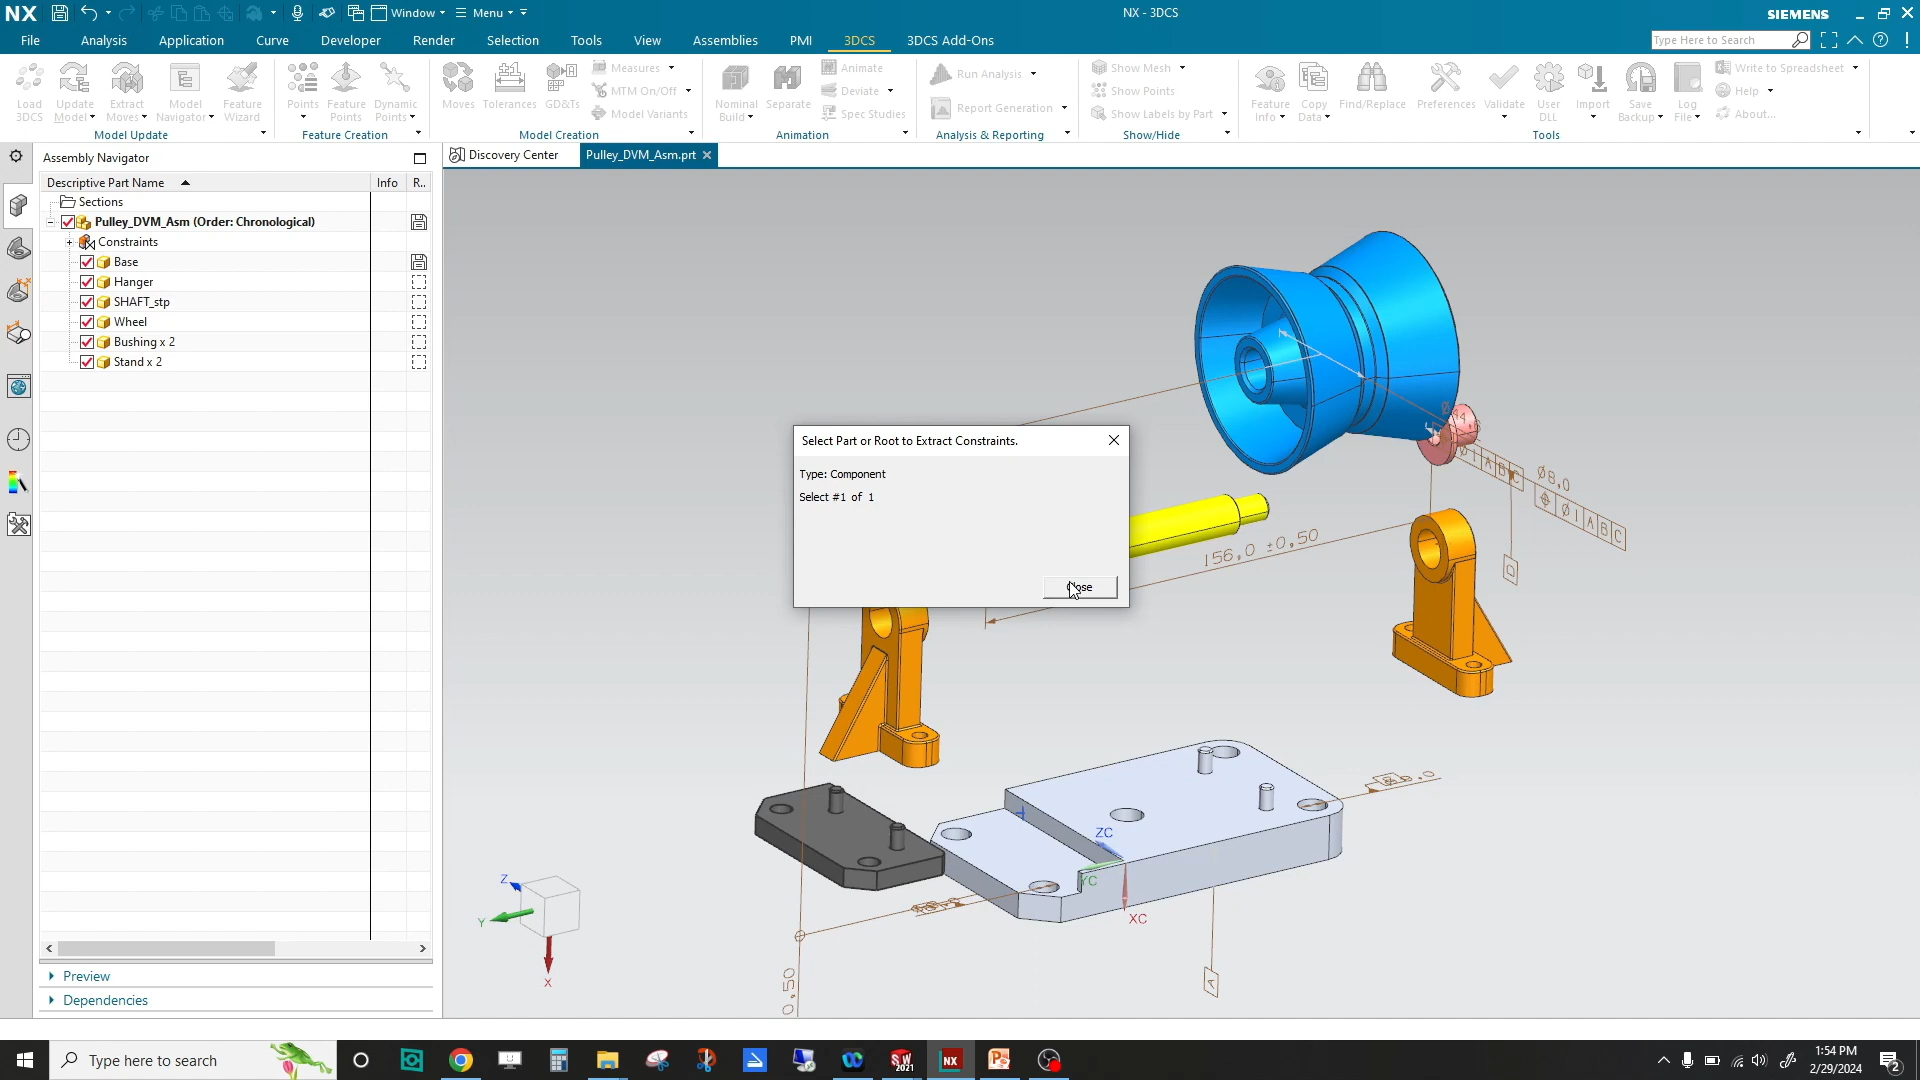 NX
Window
Menu
NX - 3DCS
SIEMENS
File
Analysis
Application
Curve
Developer
Render
Selection
Tools
View
Assemblies
PMI
3DCS
3DCS Add-Ons
Type Here to Search
Load 3DCS
Update Model
Extract Moves
Model Navigator
Feature Wizard
Model Update
Points
Feature Points
Dynamic Points
Feature Creation
Moves
Tolerances
GD&Ts
Measures
MTM On/Off
Model Variants
Model Creation
Nominal Build
Separate
Animate
Deviate
Spec Studies
Animation
Run Analysis
Report Generation
Analysis & Reporting
Show Mesh
Show Points
Show Labels by Part
Show/Hide
Feature Info
Copy Data
Find/Replace
Preferences
Validate
User DLL
Import
Save Backup
Log File
Write to Spreadsheet
Help
About...
Tools
Assembly Navigator
Discovery Center
Pulley_DVM_Asm.prt
Descriptive Part Name
Info
R..
Sections
Pulley_DVM_Asm (Order: Chronological)
Constraints
Base
Hanger
SHAFT_stp
Wheel
Bushing x 2
Stand x 2
Preview
Dependencies
Select Part or Root to Extract Constraints.
Type: Component
Select #1 of 1
156,0 ±0,50
Ø8,0
Ø1 A B C
Ø1 A B C
D
ZC
YC
XC
A
0,50
Z
Y
X
Type here to search
SW 2021
NX
1:54 PM
2/29/2024
2